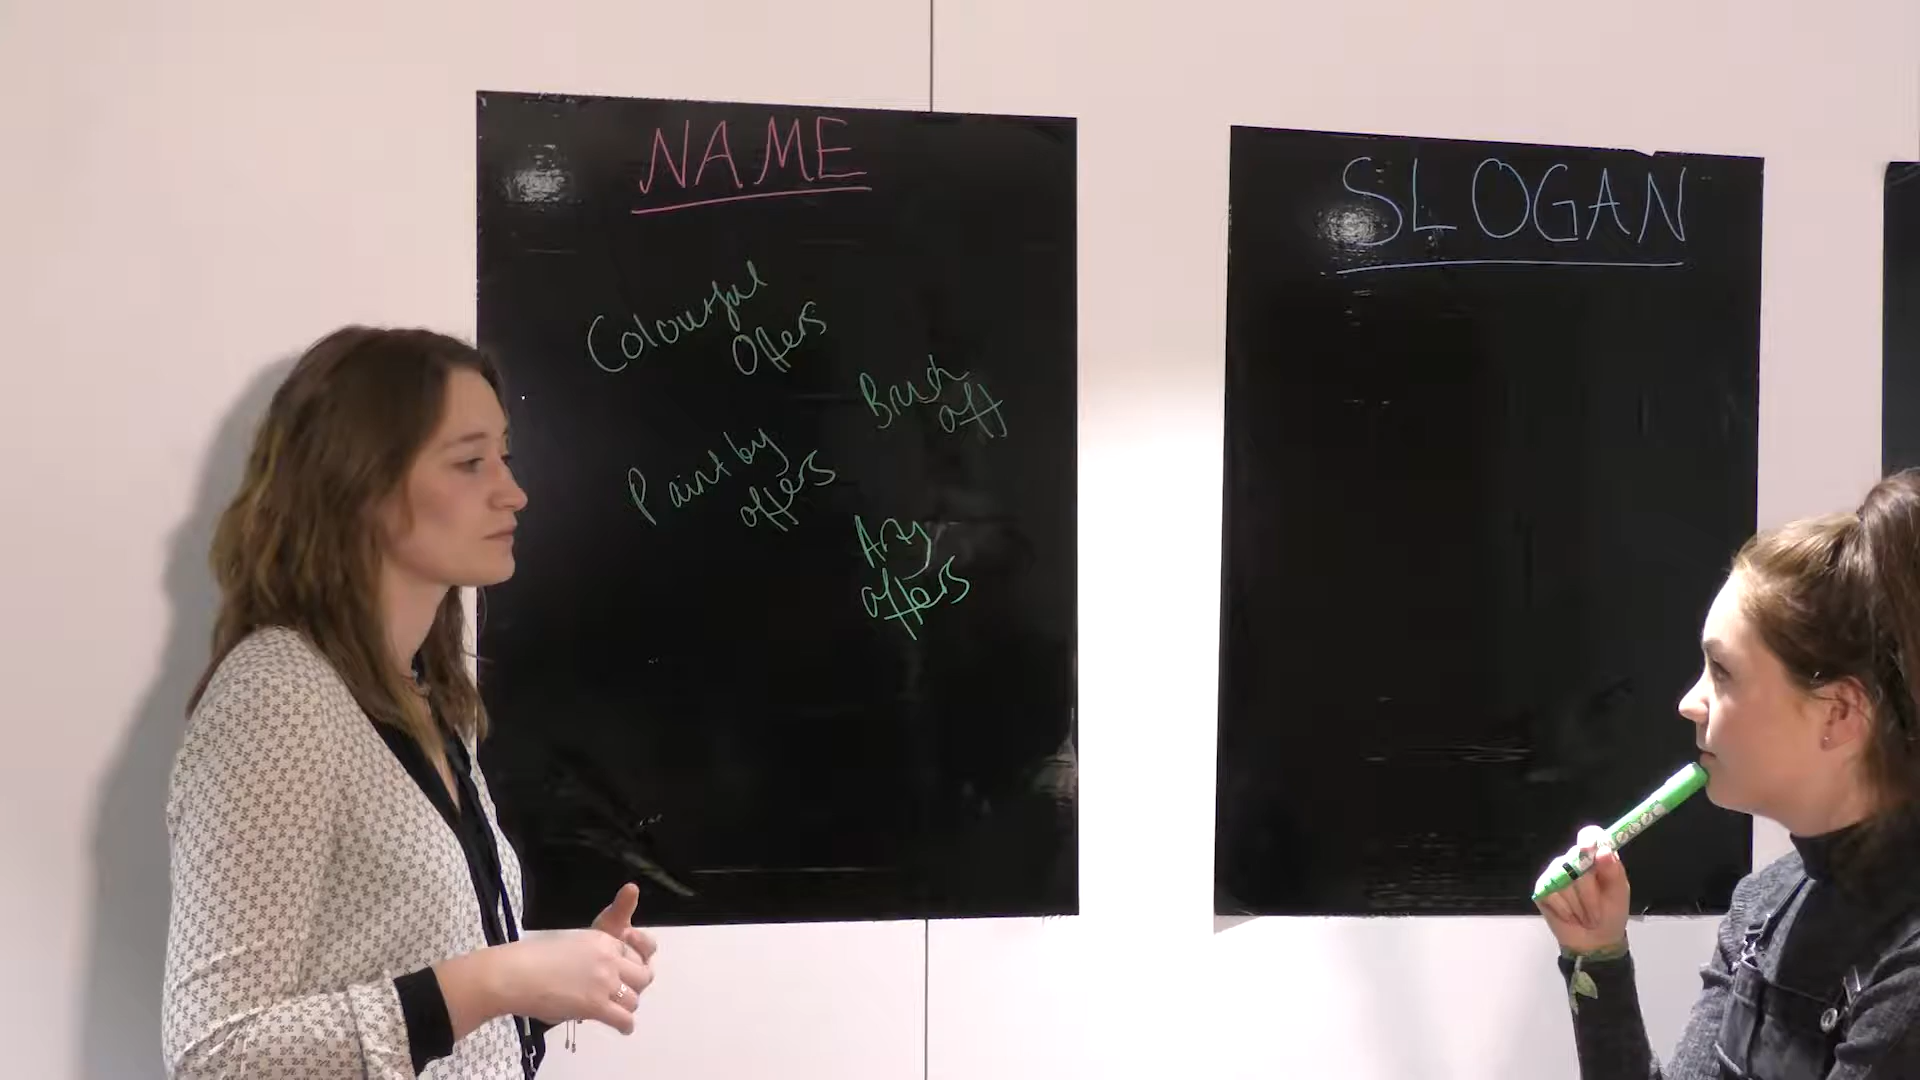 NAME
Colourful
Offers
Brush
off
Paint by
offers
Arty
offers
SLOGAN